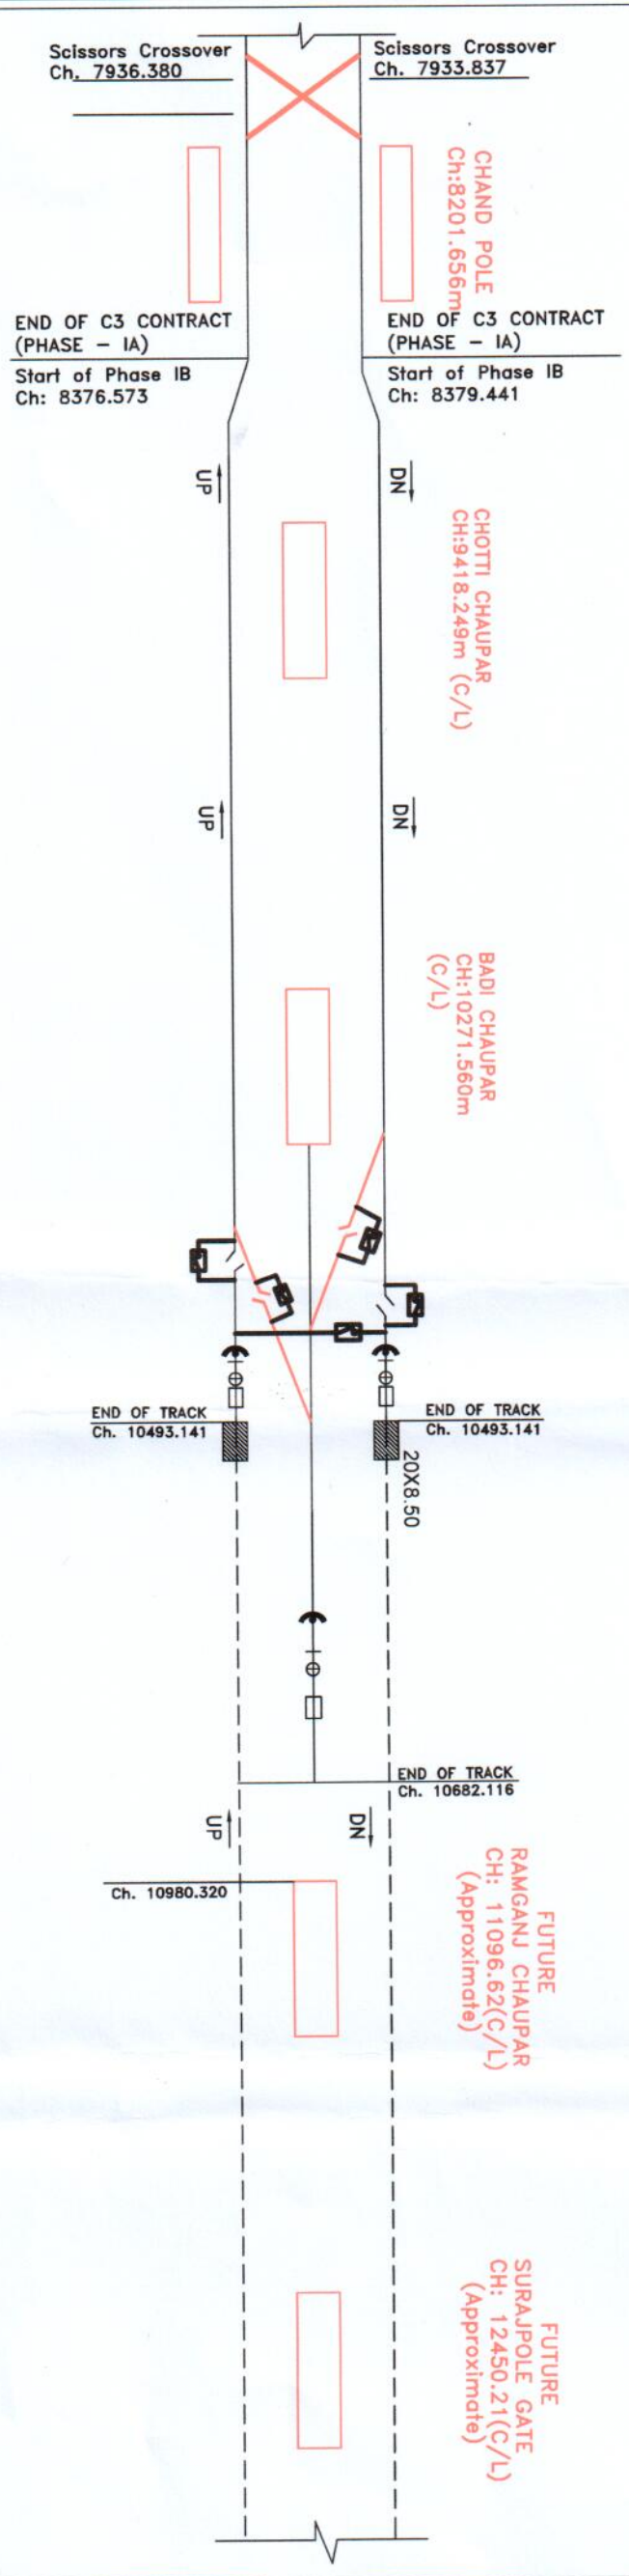 Scissors Crossover
Ch. 7936.380
Scissors Crossover
Ch. 7933.837
CHAND POLE
Ch:8201.656m
END OF C3 CONTRACT
(PHASE – IA)
Start of Phase IB
Ch: 8376.573
END OF C3 CONTRACT
(PHASE – IA)
Start of Phase IB
Ch: 8379.441
UP
DN
CHOTTI CHAUPAR
CH:9418.249m (C/L)
UP
DN
BADI CHAUPAR
CH:10271.560m
(C/L)
END OF TRACK
Ch. 10493.141
END OF TRACK
Ch. 10493.141
20X8.50
END OF TRACK
Ch. 10682.116
UP
DN
Ch. 10980.320
FUTURE
RAMGANJ CHAUPAR
CH: 11096.62(C/L)
(Approximate)
FUTURE
SURAJPOLE GATE
CH: 12450.21(C/L)
(Approximate)